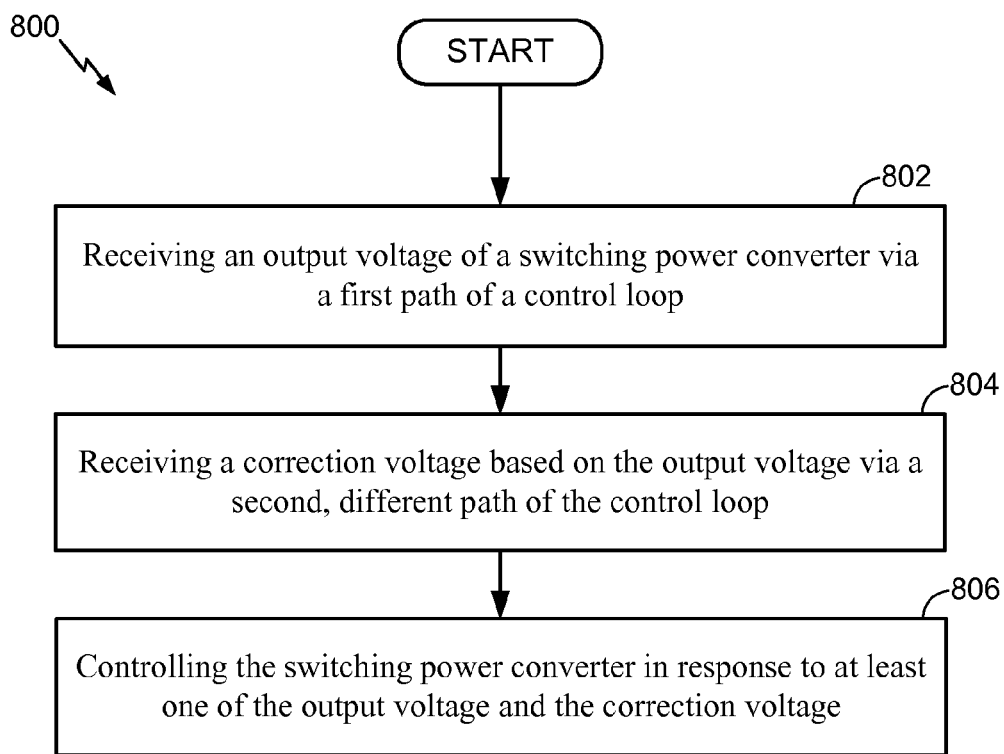 800
START
802
Receiving an output voltage of a switching power converter via
a first path of a control loop
804
Receiving a correction voltage based on the output voltage via a
second, different path of the control loop
806
Controlling the switching power converter in response to at least
one of the output voltage and the correction voltage